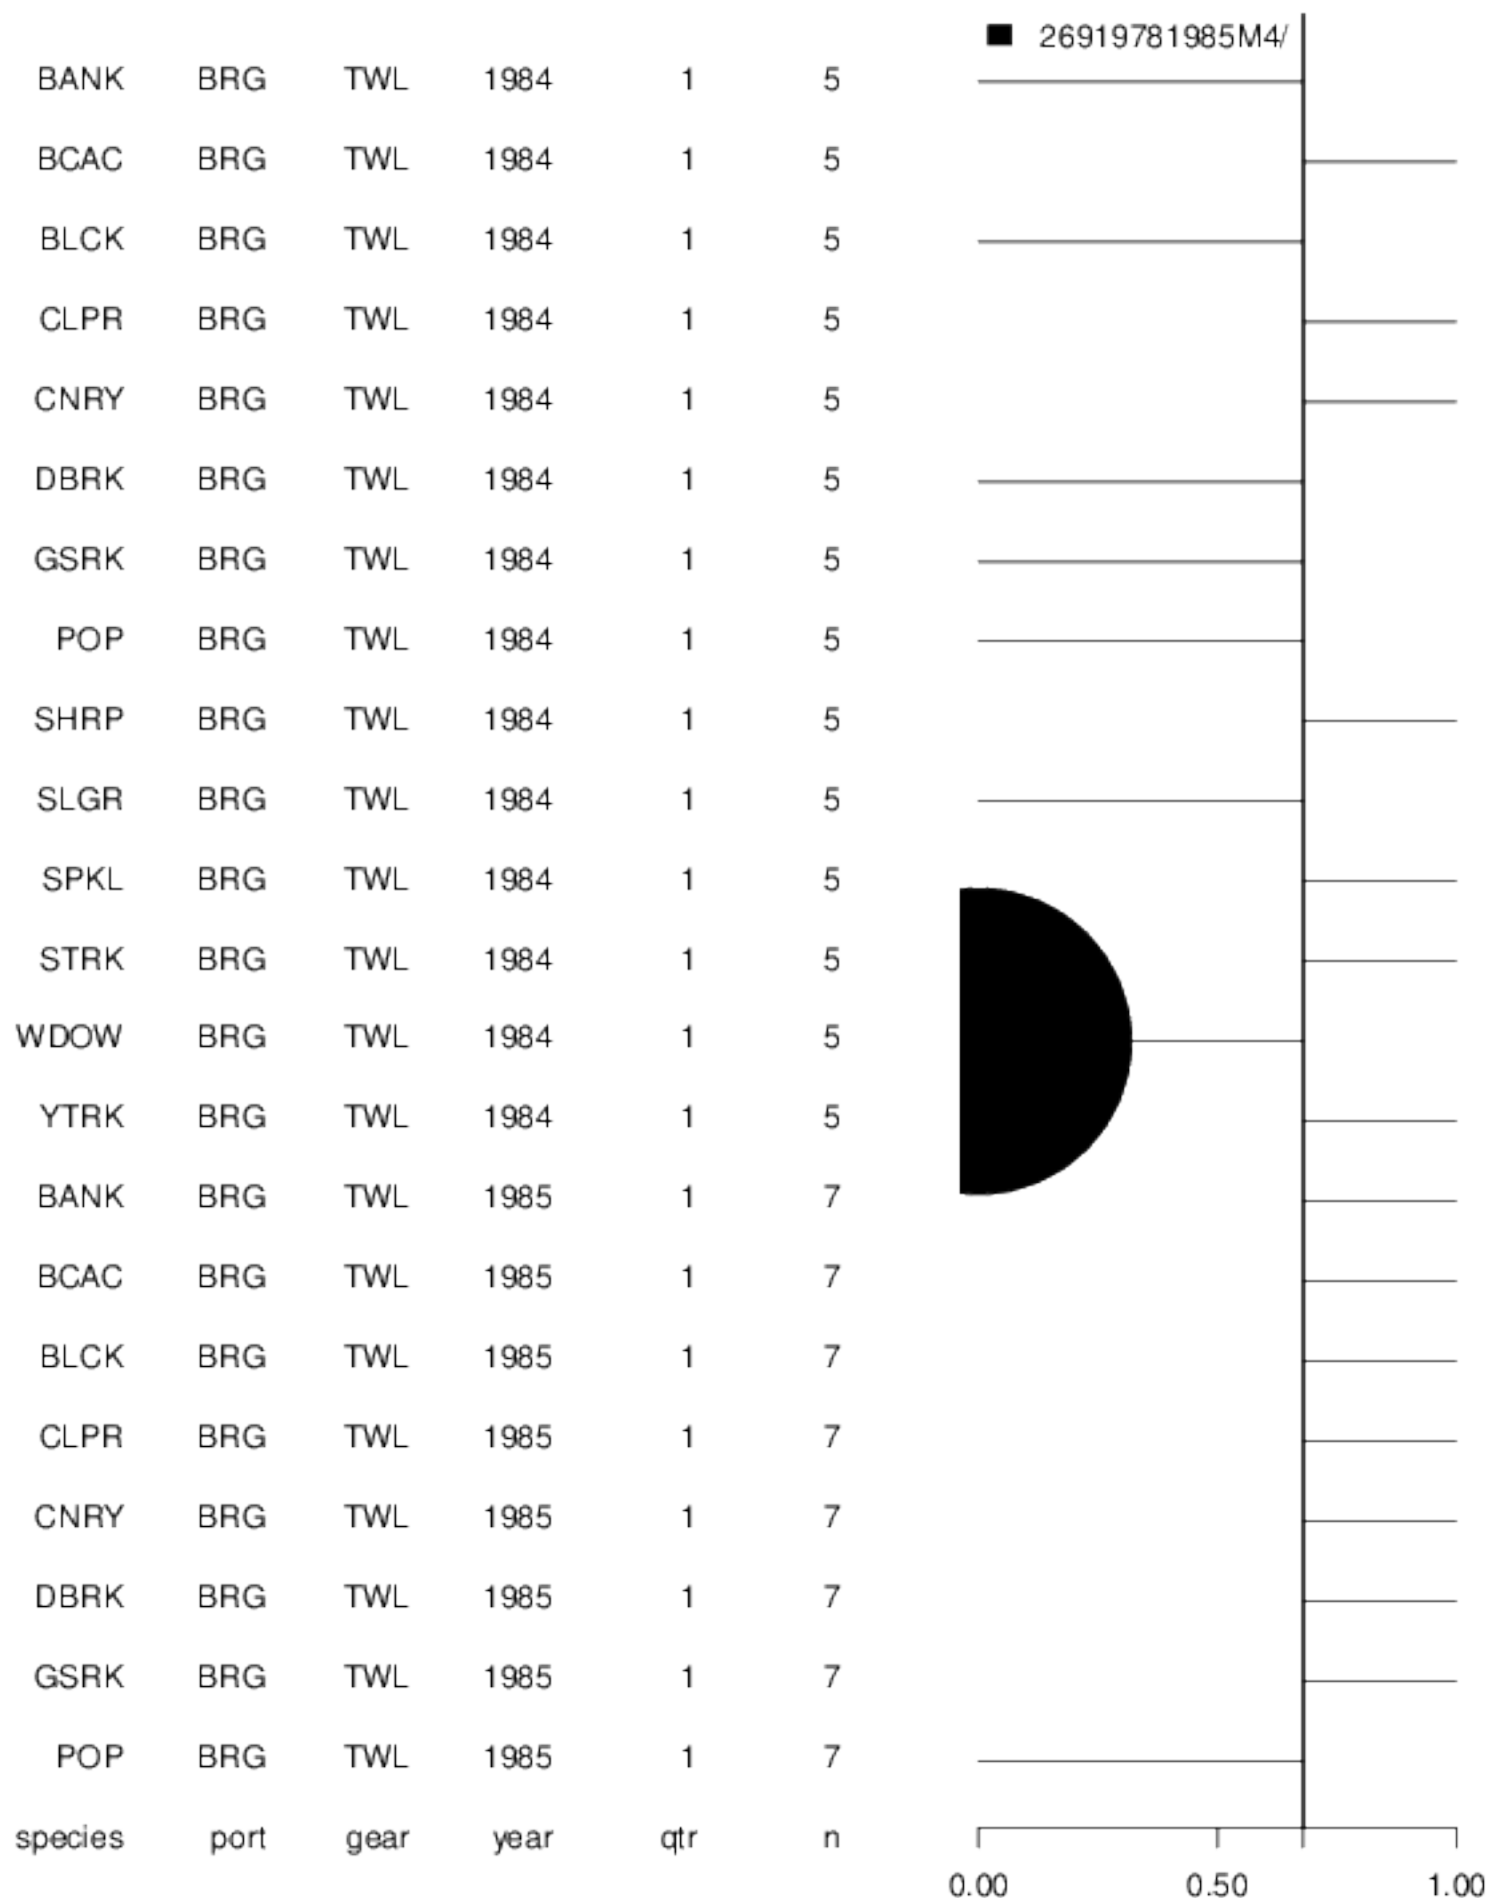 26919781985M4/
BANK BRG TWL 1984 1 5
BCAC BRG TWL 1984 1 5
BLCK BRG TWL 1984 1 5
CLPR BRG TWL 1984 1 5
CNRY BRG TWL 1984 1 5
DBRK BRG TWL 1984 1 5
GSRK BRG TWL 1984 1 5
POP BRG TWL 1984 1 5
SHRP BRG TWL 1984 1 5
SLGR BRG TWL 1984 1 5
SPKL BRG TWL 1984 1 5
STRK BRG TWL 1984 1 5
WDOW BRG TWL 1984 1 5
YTRK BRG TWL 1984 1 5
BANK BRG TWL 1985 1 7
BCAC BRG TWL 1985 1 7
BLCK BRG TWL 1985 1 7
CLPR BRG TWL 1985 1 7
CNRY BRG TWL 1985 1 7
DBRK BRG TWL 1985 1 7
GSRK BRG TWL 1985 1 7
POP BRG TWL 1985 1 7
species port gear year qtr n
0.00 0.50 1.00